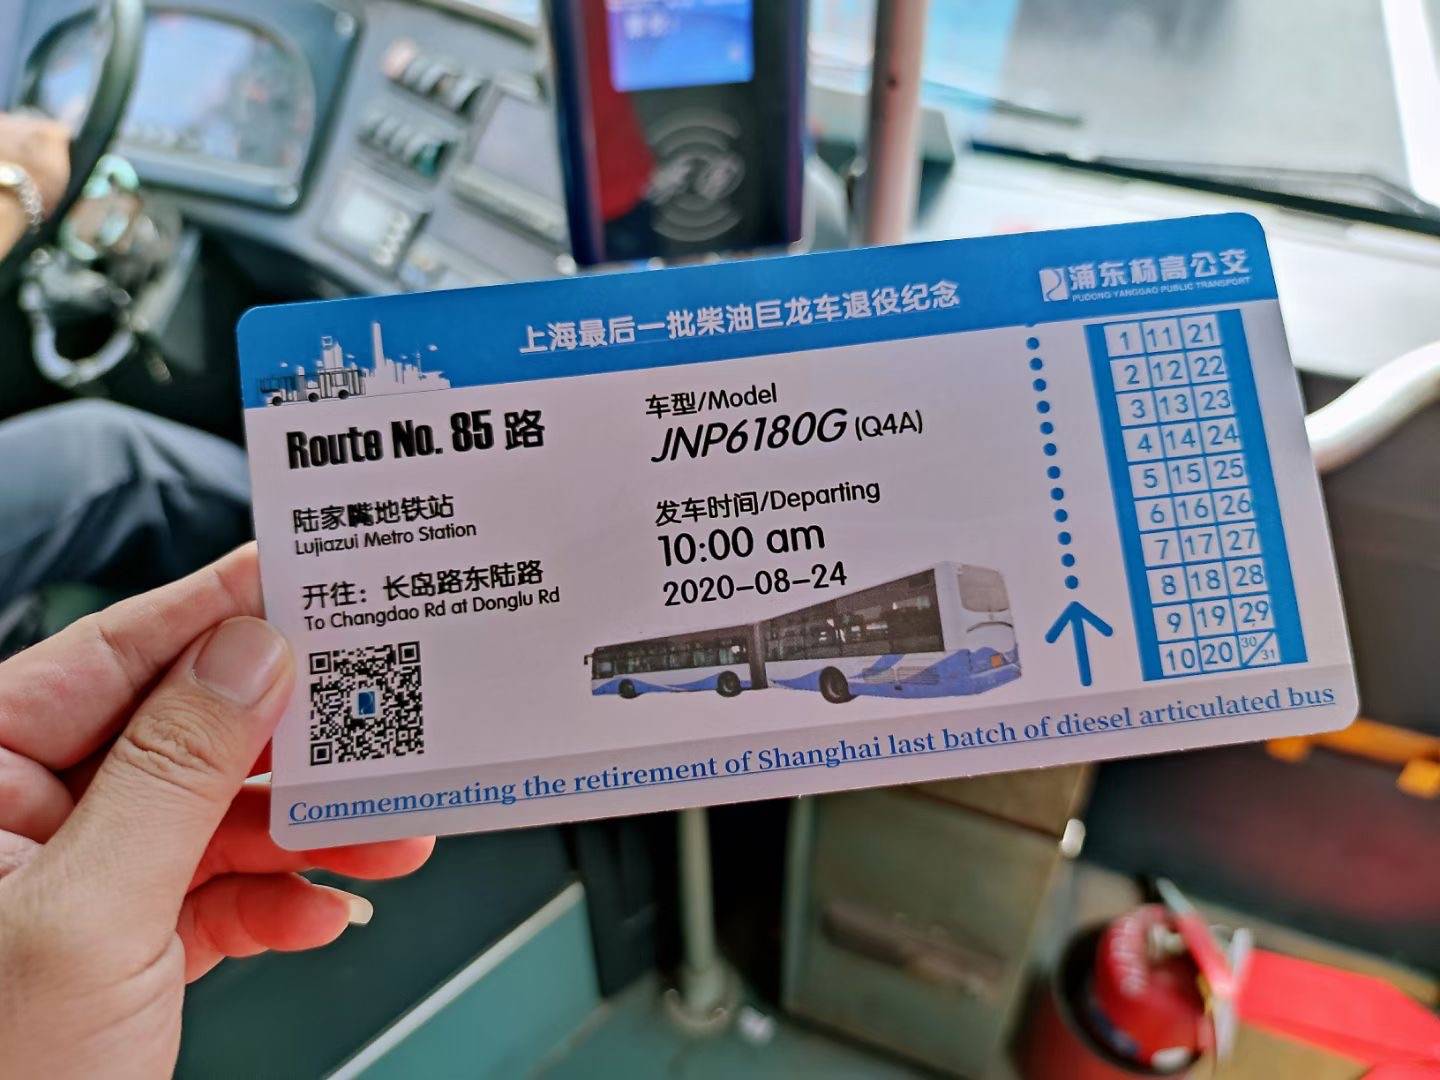 上海最后一批柴油巨龙车退役纪念
浦东杨高公交
PUDONG YANGGAO PUBLIC TRANSPORT
Route No. 85 路
陆家嘴地铁站
Lujiazui Metro Station
开往：长岛路东陆路
To Changdao Rd at Donglu Rd
车型/Model
JNP6180G (Q4A)
发车时间/Departing
10:00 am
2020-08-24
1 11 21
2 12 22
3 13 23
4 14 24
5 15 25
6 16 26
7 17 27
8 18 28
9 19 29
10 20 30/31
Commemorating the retirement of Shanghai last batch of diesel articulated bus